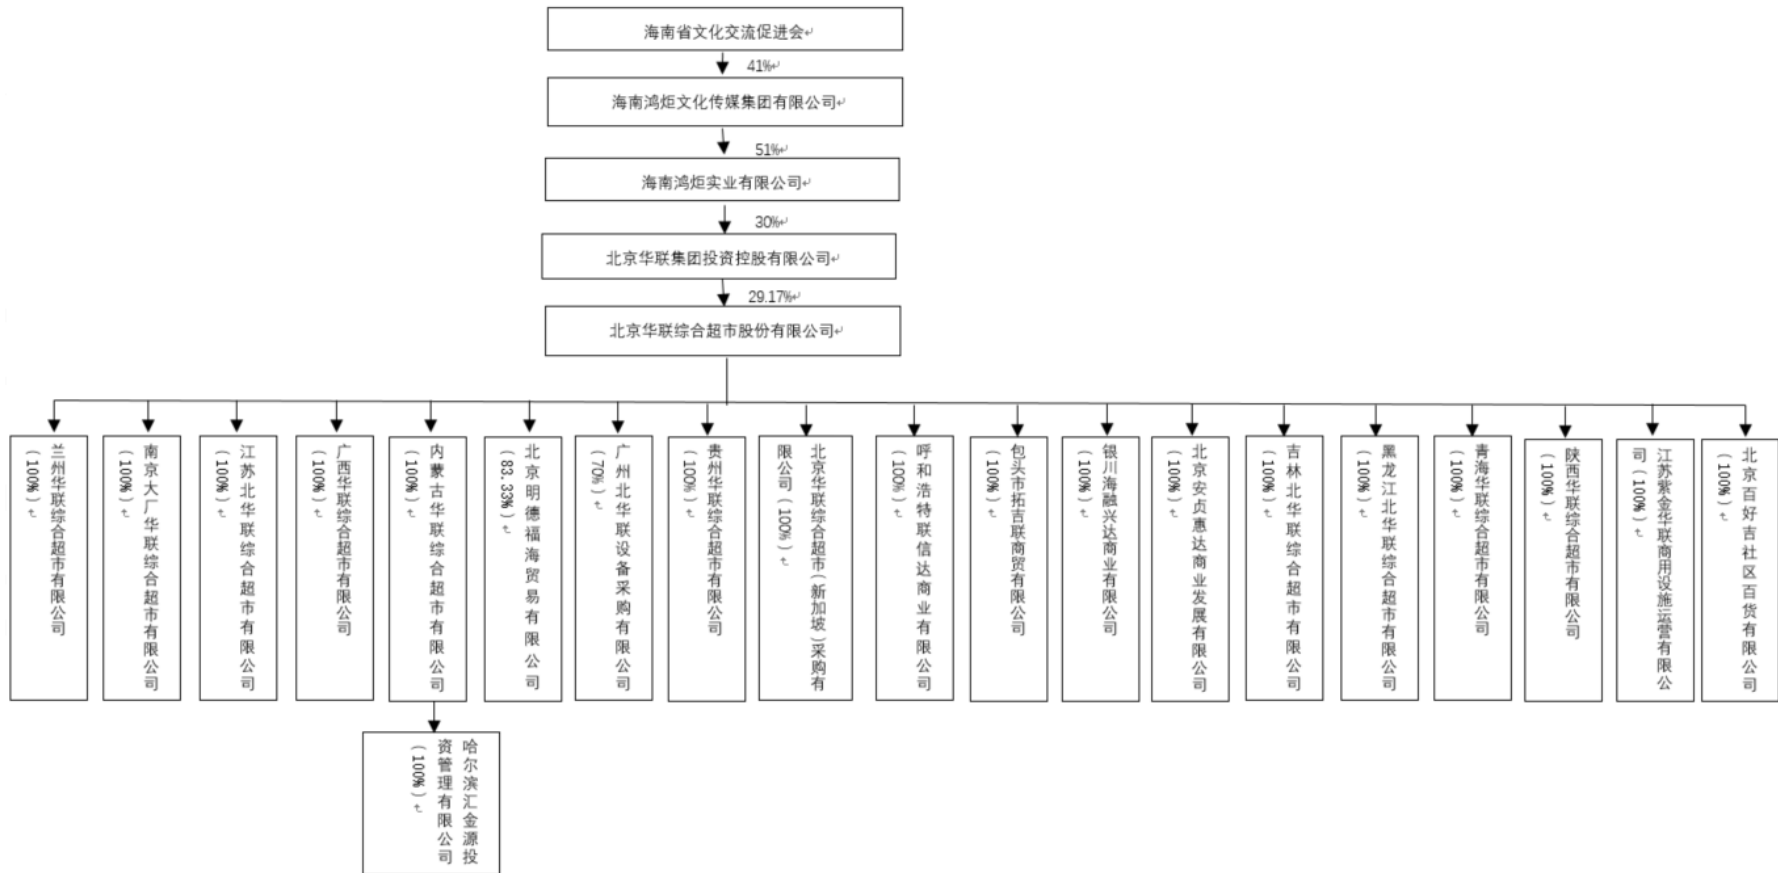 海南省文化交流促进会
41%
海南鸿炬文化传媒集团有限公司
51%
海南鸿炬实业有限公司
30%
北京华联集团投资控股有限公司
29.17%
北京华联综合超市股份有限公司
兰州华联综合超市有限公司
（100%）
南京大厂华联综合超市有限公司
（100%）
江苏北华联综合超市有限公司
（100%）
广西华联综合超市有限公司
（100%）
内蒙古华联综合超市有限公司
（100%）
北京明德福海贸易有限公司
（83.33%）
广州北华联设备采购有限公司
（70%）
贵州华联综合超市有限公司
（100%）
北京华联综合超市（新加坡）采购有
限公司（100%）
呼和浩特联信达商业有限公司
（100%）
包头市拓吉联商贸有限公司
（100%）
银川海融兴达商业有限公司
（100%）
北京安贞惠达商业发展有限公司
（100%）
吉林北华联综合超市有限公司
（100%）
黑龙江北华联综合超市有限公司
（100%）
青海华联综合超市有限公司
（100%）
陕西华联综合超市有限公司
（100%）
江苏紫金华联商用设施运营有限公
司（100%）
北京百好吉社区百货有限公司
（100%）
哈尔滨汇金源投
资管理有限公司
（100%）